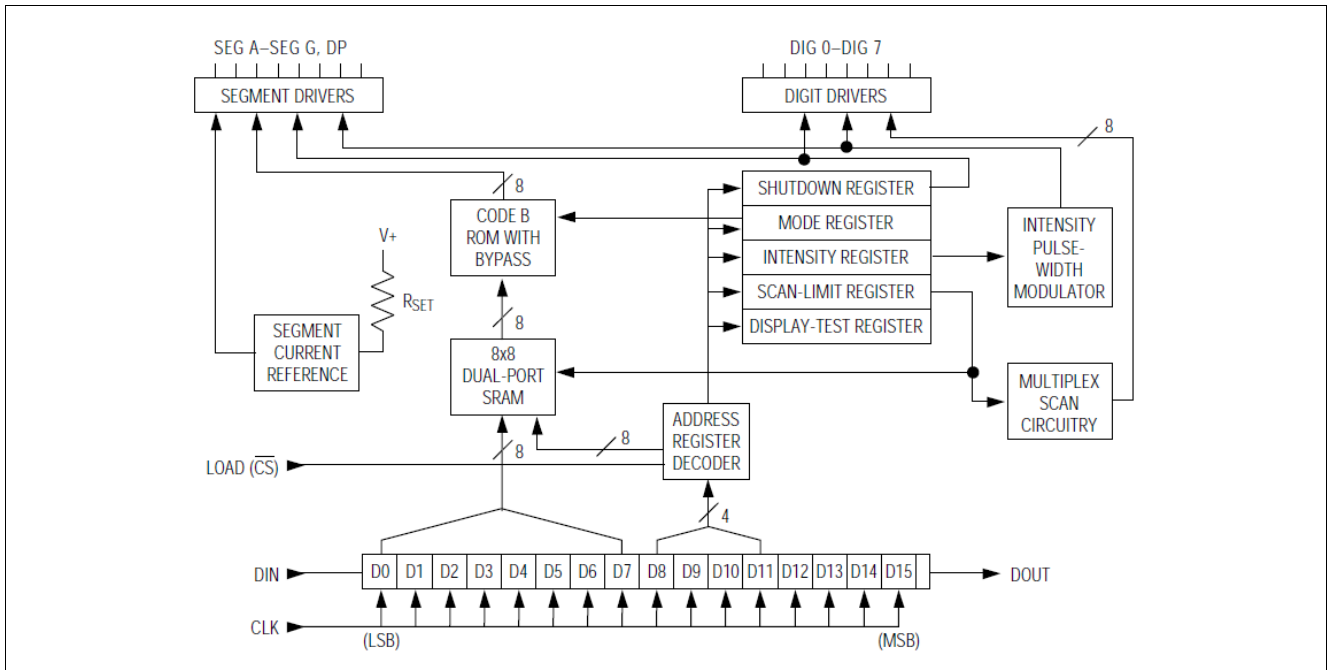 SEG A–SEG G, DP
SEGMENT DRIVERS
DIG 0–DIG 7
DIGIT DRIVERS
8
8
CODE B
ROM WITH
BYPASS
SHUTDOWN REGISTER
MODE REGISTER
INTENSITY REGISTER
SCAN-LIMIT REGISTER
DISPLAY-TEST REGISTER
INTENSITY
PULSE-
WIDTH
MODULATOR
V+
RSET
SEGMENT
CURRENT
REFERENCE
8
8x8
DUAL-PORT
SRAM
MULTIPLEX
SCAN
CIRCUITRY
ADDRESS
REGISTER
DECODER
8
8
LOAD (CS)
4
DIN
D0 D1 D2 D3 D4 D5 D6 D7 D8 D9 D10 D11 D12 D13 D14 D15
DOUT
CLK
(LSB)
(MSB)